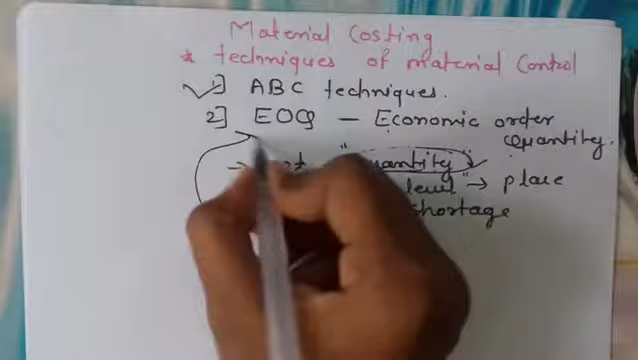 Material Costing
* techniques of material Control
1] ABC techniques.
2] EOQ – Economic order
quantity.
→ "quantity"
level" → place
shortage